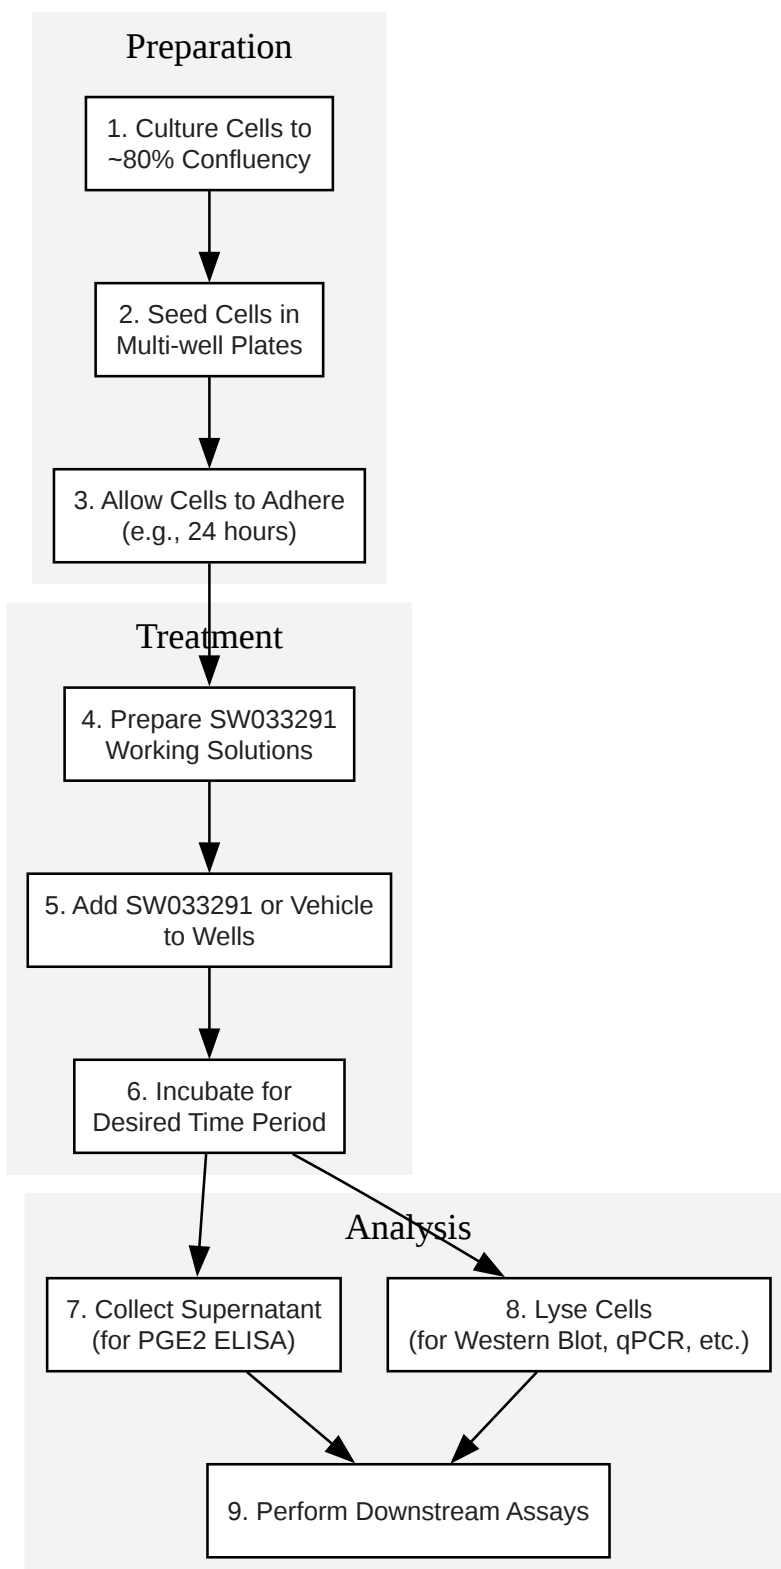 Preparation
1. Culture Cells to
~80% Confluency
2. Seed Cells in
Multi-well Plates
3. Allow Cells to Adhere
(e.g., 24 hours)
Treatment
4. Prepare SW033291
Working Solutions
5. Add SW033291 or Vehicle
to Wells
6. Incubate for
Desired Time Period
Analysis
7. Collect Supernatant
(for PGE2 ELISA)
8. Lyse Cells
(for Western Blot, qPCR, etc.)
9. Perform Downstream Assays